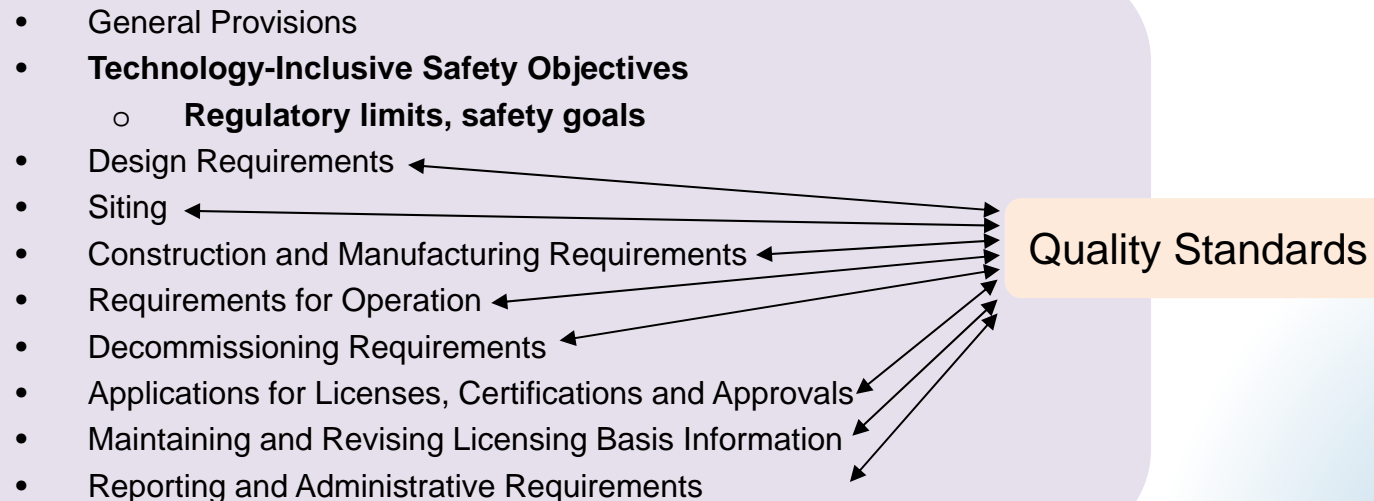 • General Provisions
• Technology-Inclusive Safety Objectives
o Regulatory limits, safety goals
• Design Requirements
• Siting
• Construction and Manufacturing Requirements
• Requirements for Operation
• Decommissioning Requirements
• Applications for Licenses, Certifications and Approvals
• Maintaining and Revising Licensing Basis Information
• Reporting and Administrative Requirements
Quality Standards